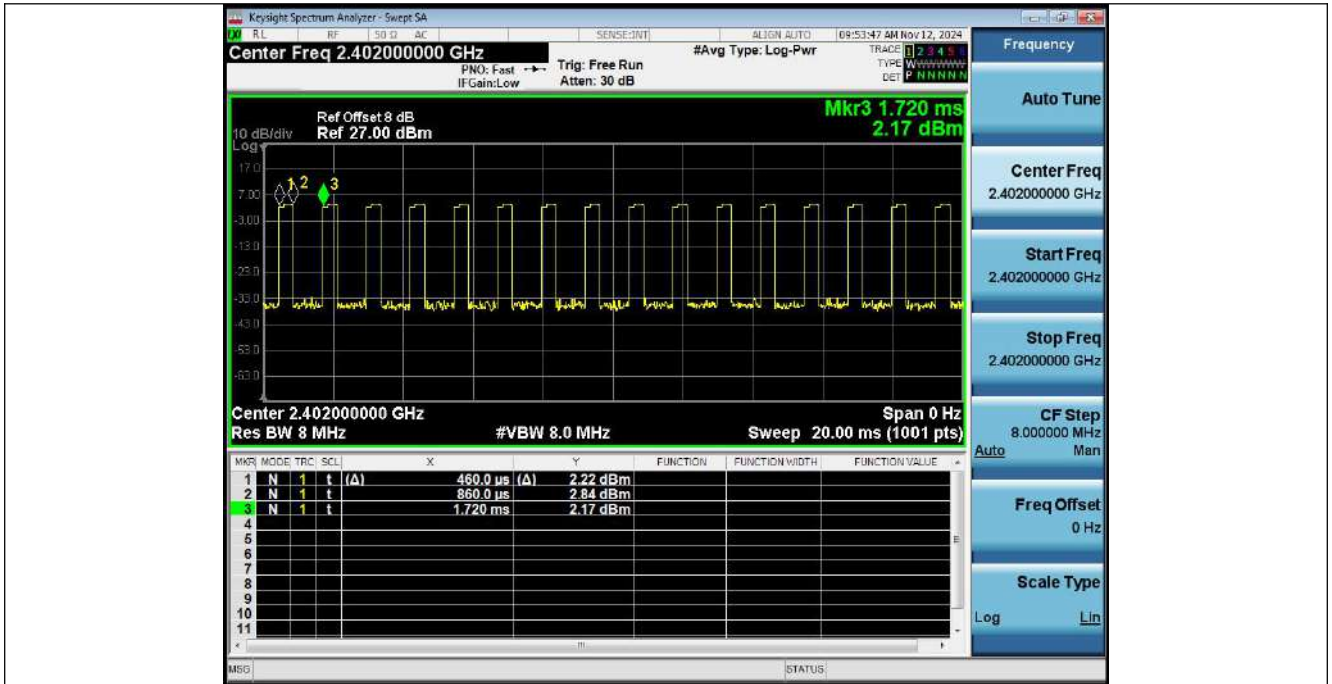 Keysight Spectrum Analyzer - Swept SA
RL RF 50 Ω AC SENSE:INT ALIGN AUTO 09:53:47 AM Nov 12, 2024
Center Freq 2.402000000 GHz #Avg Type: Log-Pwr TRACE 1 2 3 4 5 6
PNO: Fast Trig: Free Run TYPE WWWWWW
IFGain:Low Atten: 30 dB DET P N N N N N
Frequency
Auto Tune
Mkr3 1.720 ms
2.17 dBm
Ref Offset 8 dB
10 dB/div Ref 27.00 dBm
Log
17.0
7.00
-3.00
-13.0
-23.0
-33.0
-43.0
-53.0
-63.0
1 2 3
Center 2.402000000 GHz Span 0 Hz
Res BW 8 MHz #VBW 8.0 MHz Sweep 20.00 ms (1001 pts)
MKR MODE TRC SCL X Y FUNCTION FUNCTION WIDTH FUNCTION VALUE
1 N 1 t (Δ) 460.0 µs (Δ) 2.22 dBm
2 N 1 t 860.0 µs 2.84 dBm
3 N 1 t 1.720 ms 2.17 dBm
4
5
6
7
8
9
10
11
MSG STATUS
Center Freq
2.402000000 GHz
Start Freq
2.402000000 GHz
Stop Freq
2.402000000 GHz
CF Step
8.000000 MHz
Auto Man
Freq Offset
0 Hz
Scale Type
Log Lin